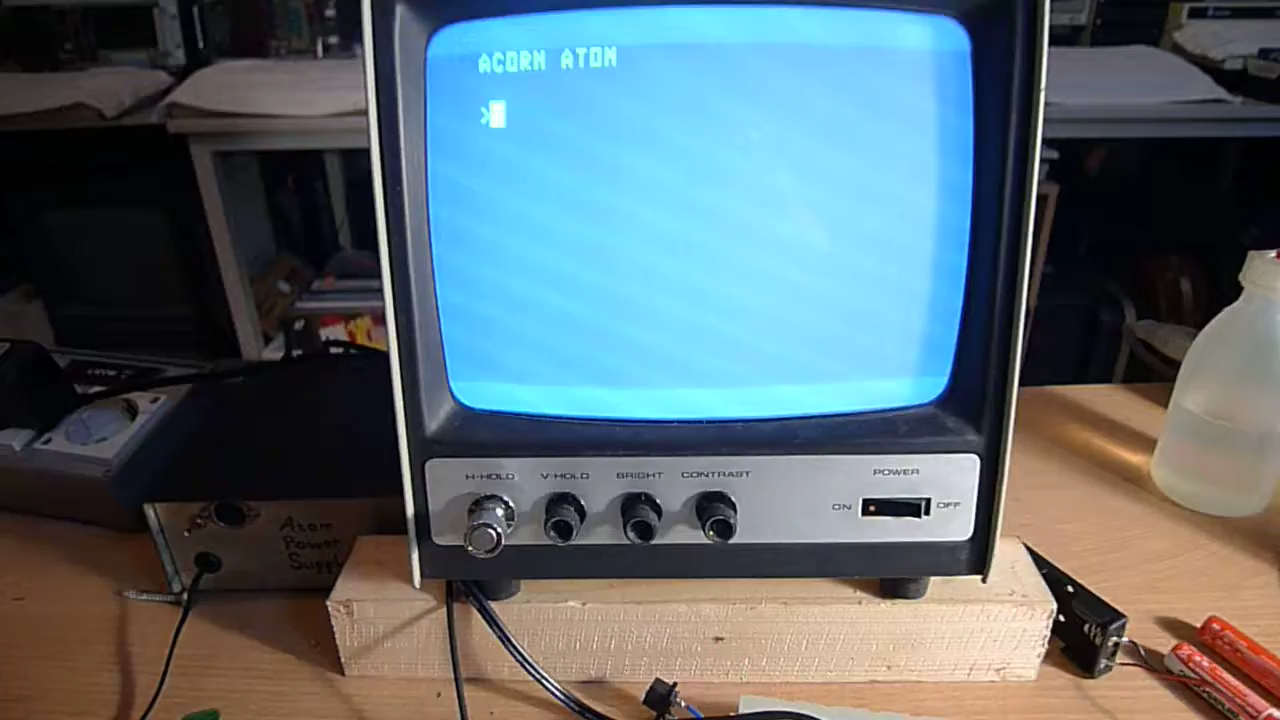 ACORN ATOM
>
H-HOLD V-HOLD BRIGHT CONTRAST
POWER
ON OFF
Atom
Power
Supply